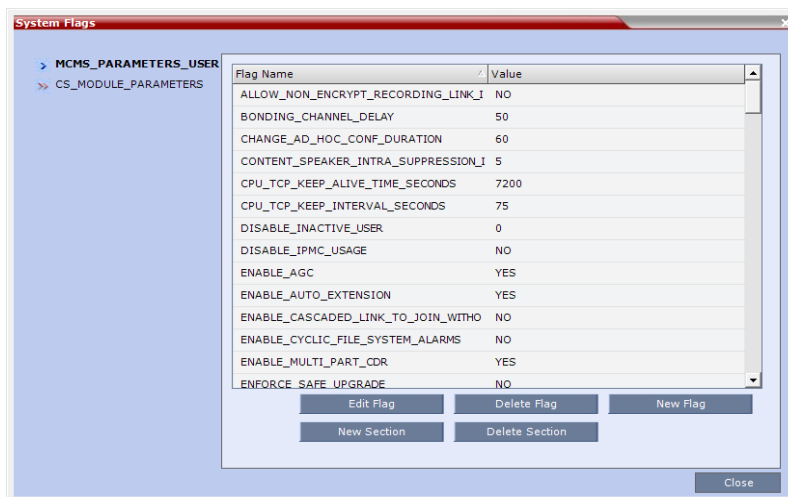 System Flags
MCMS_PARAMETERS_USER
CS_MODULE_PARAMETERS
Flag Name Value
ALLOW_NON_ENCRYPT_RECORDING_LINK_I NO
BONDING_CHANNEL_DELAY 50
CHANGE_AD_HOC_CONF_DURATION 60
CONTENT_SPEAKER_INTRA_SUPPRESSION_I 5
CPU_TCP_KEEP_ALIVE_TIME_SECONDS 7200
CPU_TCP_KEEP_INTERVAL_SECONDS 75
DISABLE_INACTIVE_USER 0
DISABLE_IPMC_USAGE NO
ENABLE_AGC YES
ENABLE_AUTO_EXTENSION YES
ENABLE_CASCADED_LINK_TO_JOIN_WITHO NO
ENABLE_CYCLIC_FILE_SYSTEM_ALARMS NO
ENABLE_MULTI_PART_CDR YES
ENFORCE_SAFE_UPGRADE NO
Edit Flag Delete Flag New Flag
New Section Delete Section
Close